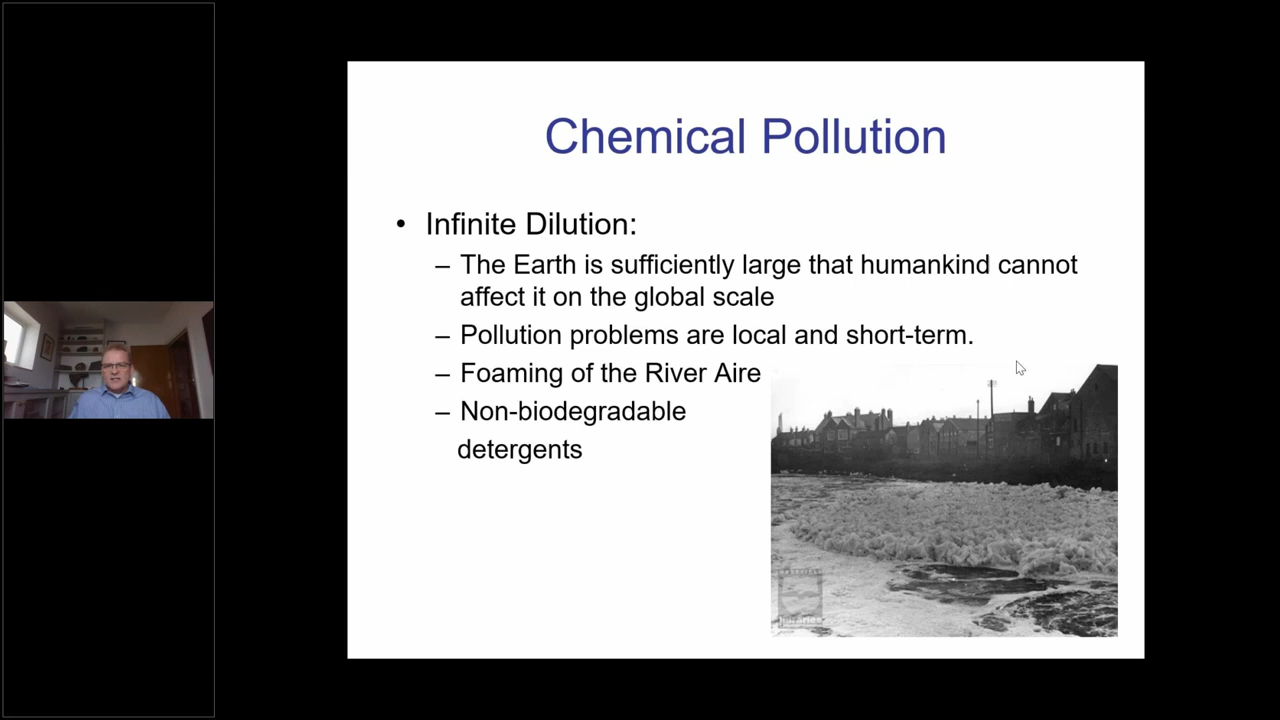 Chemical Pollution
• Infinite Dilution:
– The Earth is sufficiently large that humankind cannot
affect it on the global scale
– Pollution problems are local and short-term.
– Foaming of the River Aire
– Non-biodegradable
detergents
libraries